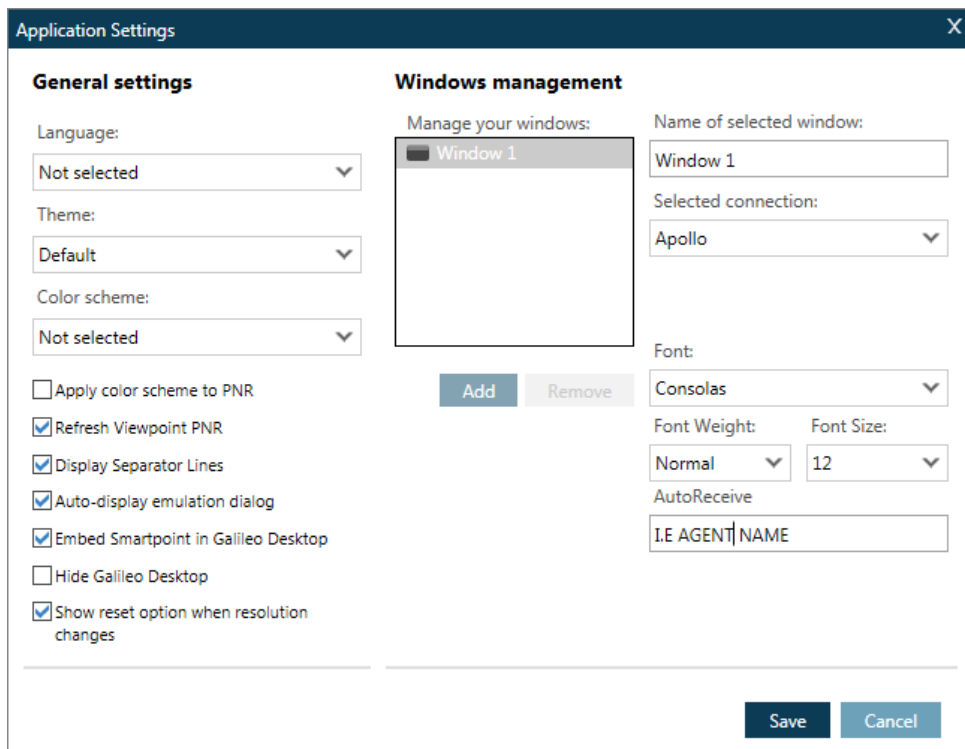 Application Settings
X
General settings
Language:
Not selected
Theme:
Default
Color scheme:
Not selected
Apply color scheme to PNR
Refresh Viewpoint PNR
Display Separator Lines
Auto-display emulation dialog
Embed Smartpoint in Galileo Desktop
Hide Galileo Desktop
Show reset option when resolution
changes
Windows management
Manage your windows:
Window 1
Add
Remove
Name of selected window:
Window 1
Selected connection:
Apollo
Font:
Consolas
Font Weight:
Font Size:
Normal
12
AutoReceive
I.E AGENT NAME
Save
Cancel